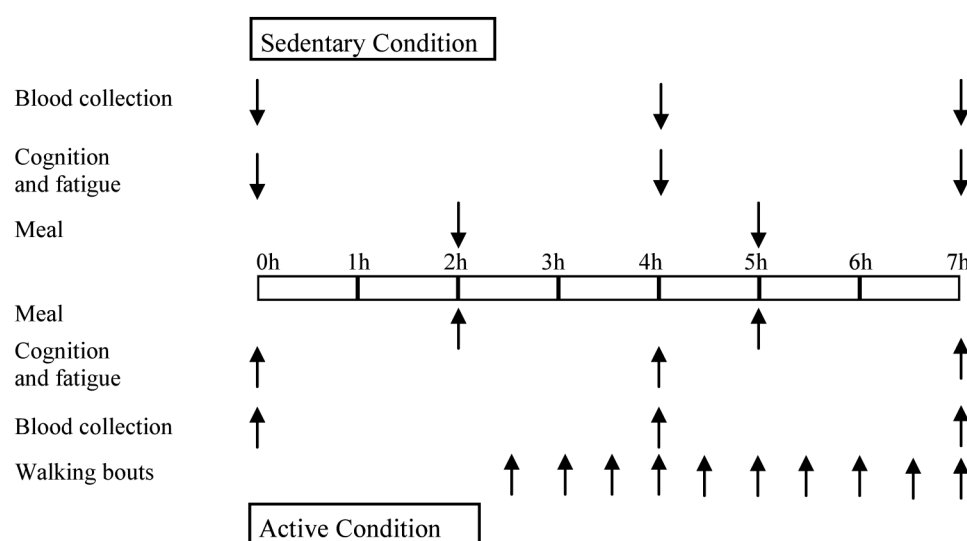 Sedentary Condition
Blood collection
Cognition
and fatigue
Meal
0h 1h 2h 3h 4h 5h 6h 7h
Meal
Cognition
and fatigue
Blood collection
Walking bouts
Active Condition